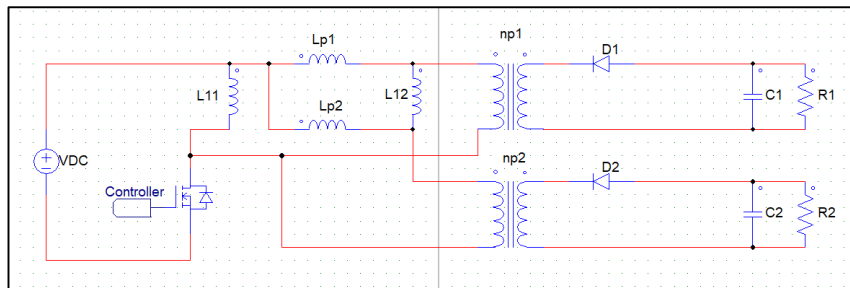 np1
Lp1
D1
L11
L12
C1
R1
Lp2
np2
VDC
D2
Controller
C2
R2